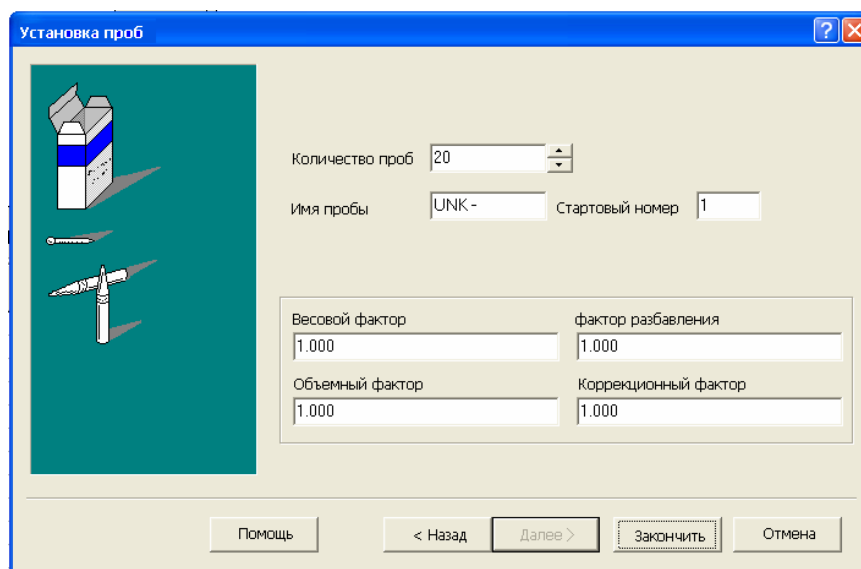 Установка проб
Количество проб 20
Имя пробы UNK- Стартовый номер 1
Весовой фактор фактор разбавления
1.000 1.000
Объемный фактор Коррекционный фактор
1.000 1.000
Помощь < Назад Далее > Закончить Отмена